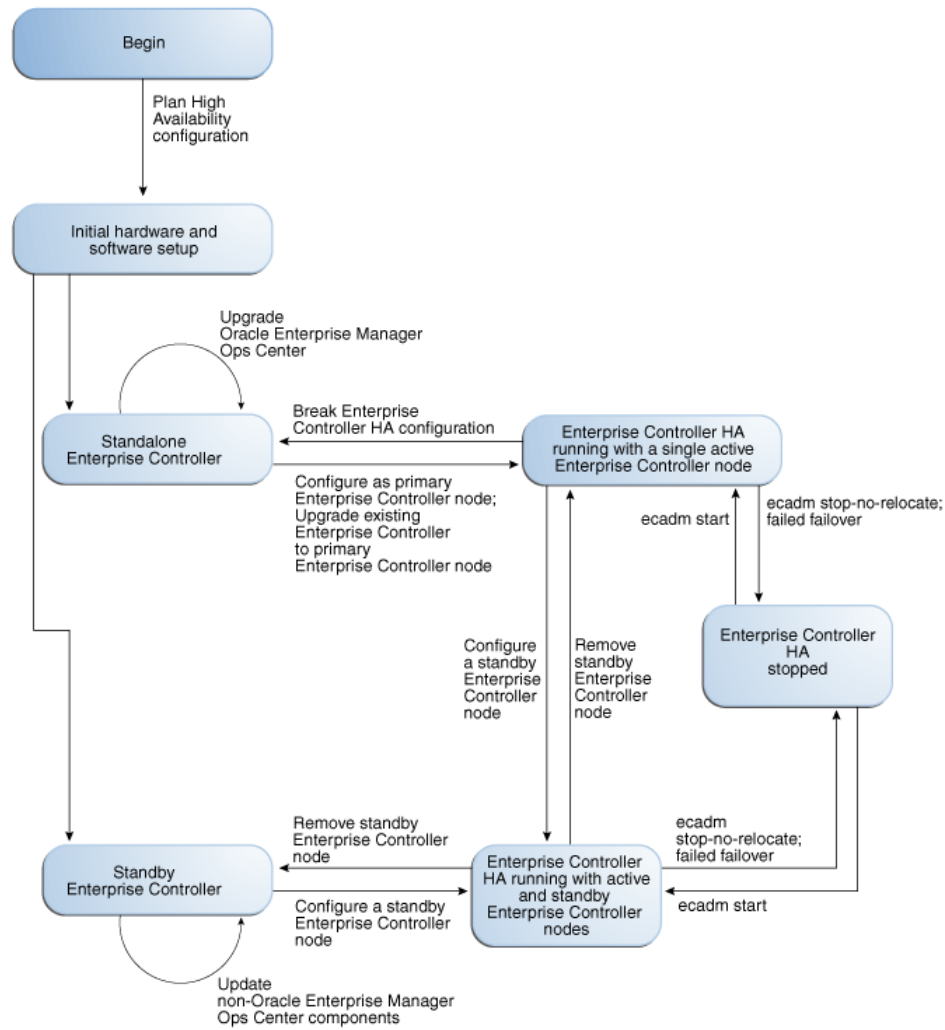 Begin
Plan High
Availability
configuration
Initial hardware and
software setup
Upgrade
Oracle Enterprise Manager
Ops Center
Standalone
Enterprise Controller
Break Enterprise
Controller HA configuration
Enterprise Controller HA
running with a single active
Enterprise Controller node
Configure as primary
Enterprise Controller node;
Upgrade existing
Enterprise Controller
to primary
Enterprise Controller node
ecadm start
ecadm stop-no-relocate;
failed failover
Enterprise Controller
HA
stopped
Configure
a standby
Enterprise
Controller
node
Remove
standby
Enterprise
Controller
node
Remove standby
Enterprise Controller
node
ecadm
stop-no-relocate;
failed failover
Standby
Enterprise Controller
Enterprise Controller
HA running with active
and standby
Enterprise Controller
nodes
Configure a standby
Enterprise Controller
node
ecadm start
Update
non-Oracle Enterprise Manager
Ops Center components